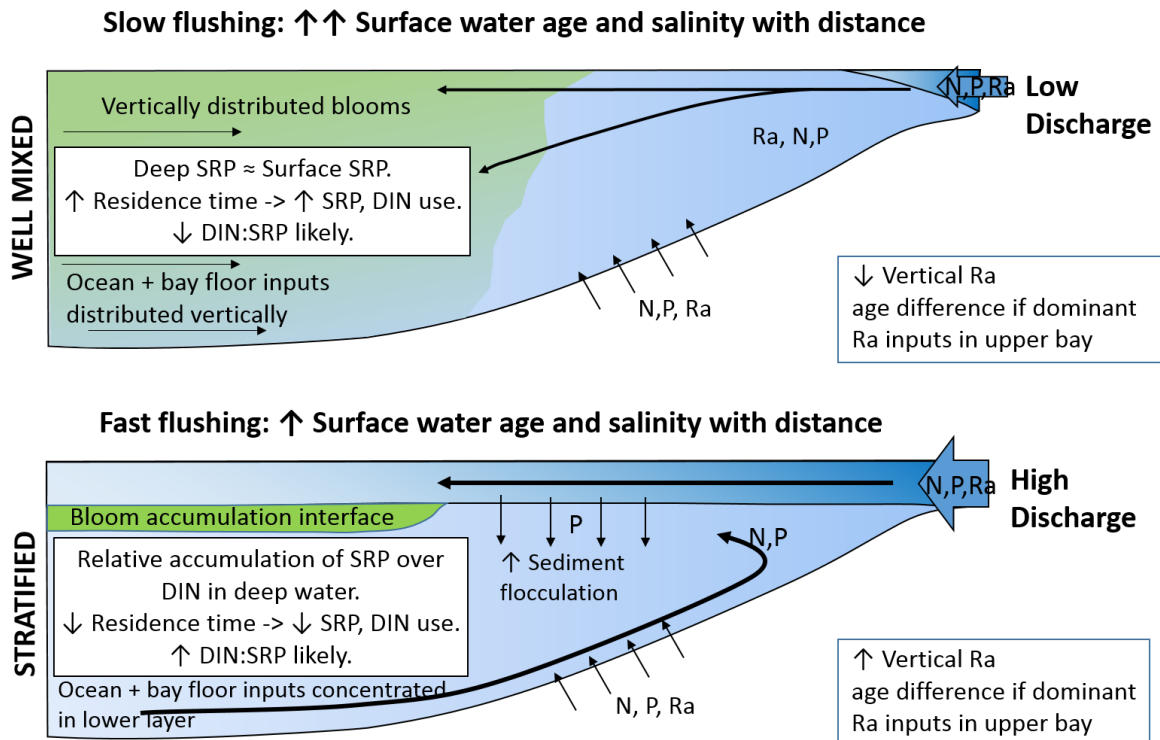 Slow flushing: ↑↑ Surface water age and salinity with distance
WELL MIXED
Vertically distributed blooms
Deep SRP ≈ Surface SRP.
↑ Residence time -> ↑ SRP, DIN use.
↓ DIN:SRP likely.
Ocean + bay floor inputs
distributed vertically
Ra, N,P
N,P, Ra
N,P,Ra
Low
Discharge
↓ Vertical Ra
age difference if dominant
Ra inputs in upper bay
Fast flushing: ↑ Surface water age and salinity with distance
STRATIFIED
Bloom accumulation interface
Relative accumulation of SRP over
DIN in deep water.
↓ Residence time -> ↓ SRP, DIN use.
↑ DIN:SRP likely.
Ocean + bay floor inputs concentrated
in lower layer
P
↑ Sediment
flocculation
N,P
N, P, Ra
N,P,Ra
High
Discharge
↑ Vertical Ra
age difference if dominant
Ra inputs in upper bay